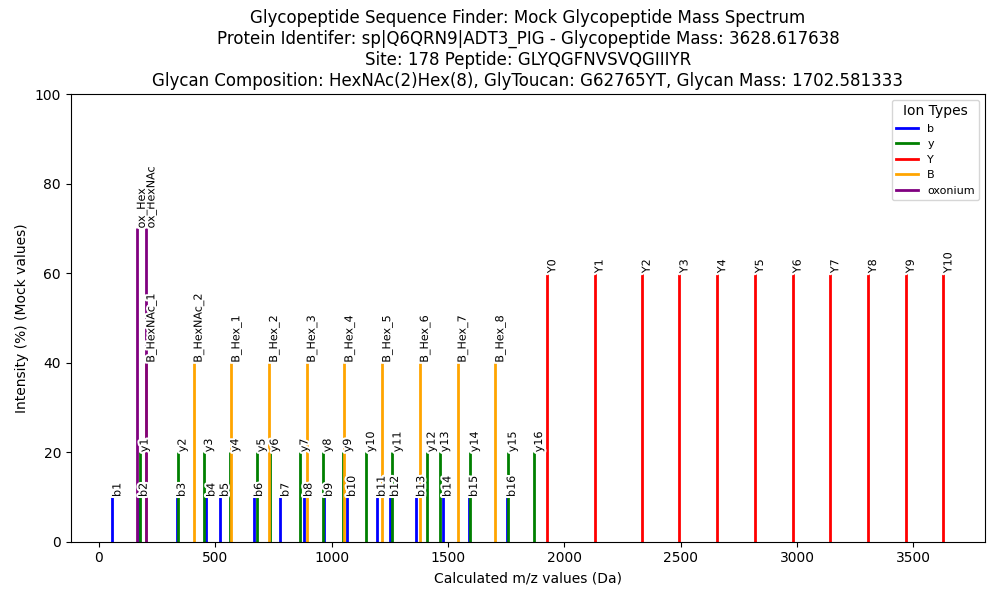 Glycopeptide Sequence Finder: Mock Glycopeptide Mass Spectrum
Protein Identifer: sp|Q6QRN9|ADT3_PIG - Glycopeptide Mass: 3628.617638
Site: 178 Peptide: GLYQGFNVSVQGIIIYR
Glycan Composition: HexNAc(2)Hex(8), GlyToucan: G62765YT, Glycan Mass: 1702.581333
Intensity (%) (Mock values)
100
80
60
40
20
0
Ion Types
b
y
Y
B
oxonium
ox_Hex
ox_HexNAc
Y0
Y1
Y2
Y3
Y4
Y5
Y6
Y7
Y8
Y9
Y10
B_HexNAc_1
B_HexNAc_2
B_Hex_1
B_Hex_2
B_Hex_3
B_Hex_4
B_Hex_5
B_Hex_6
B_Hex_7
B_Hex_8
y1
y2
y3
y4
y5
y6
y7
y8
y9
y10
y11
y12
y13
y14
y15
y16
b1
b2
b3
b4
b5
b6
b7
b8
b9
b10
b11
b12
b13
b14
b15
b16
0
500
1000
1500
2000
2500
3000
3500
Calculated m/z values (Da)